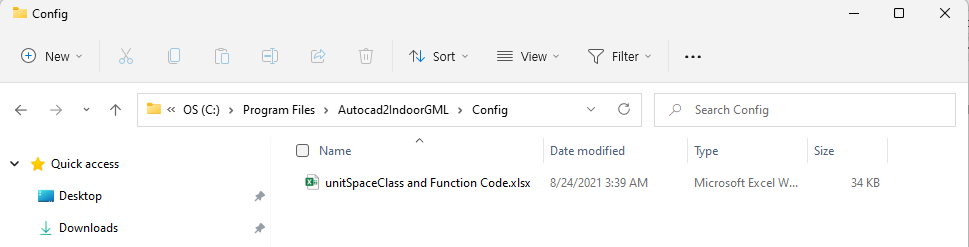 Config
New Sort View Filter
OS (C:) Program Files Autocad2IndoorGML Config Search Config
Quick access Name Date modified Type Size
Desktop unitSpaceClass and Function Code.xlsx 8/24/2021 3:39 AM Microsoft Excel W... 34 KB
Downloads